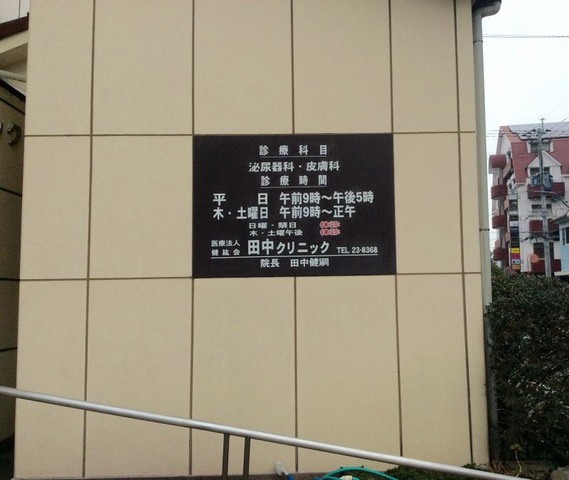 診療科目
泌尿器科・皮膚科
診療時間
平日 午前9時〜午後5時
木・土曜日 午前9時〜正午
日曜・祭日 休診
木・土曜午後 休診
医療法人 健紘会 田中クリニック TEL 23-8368
院長 田中健嗣